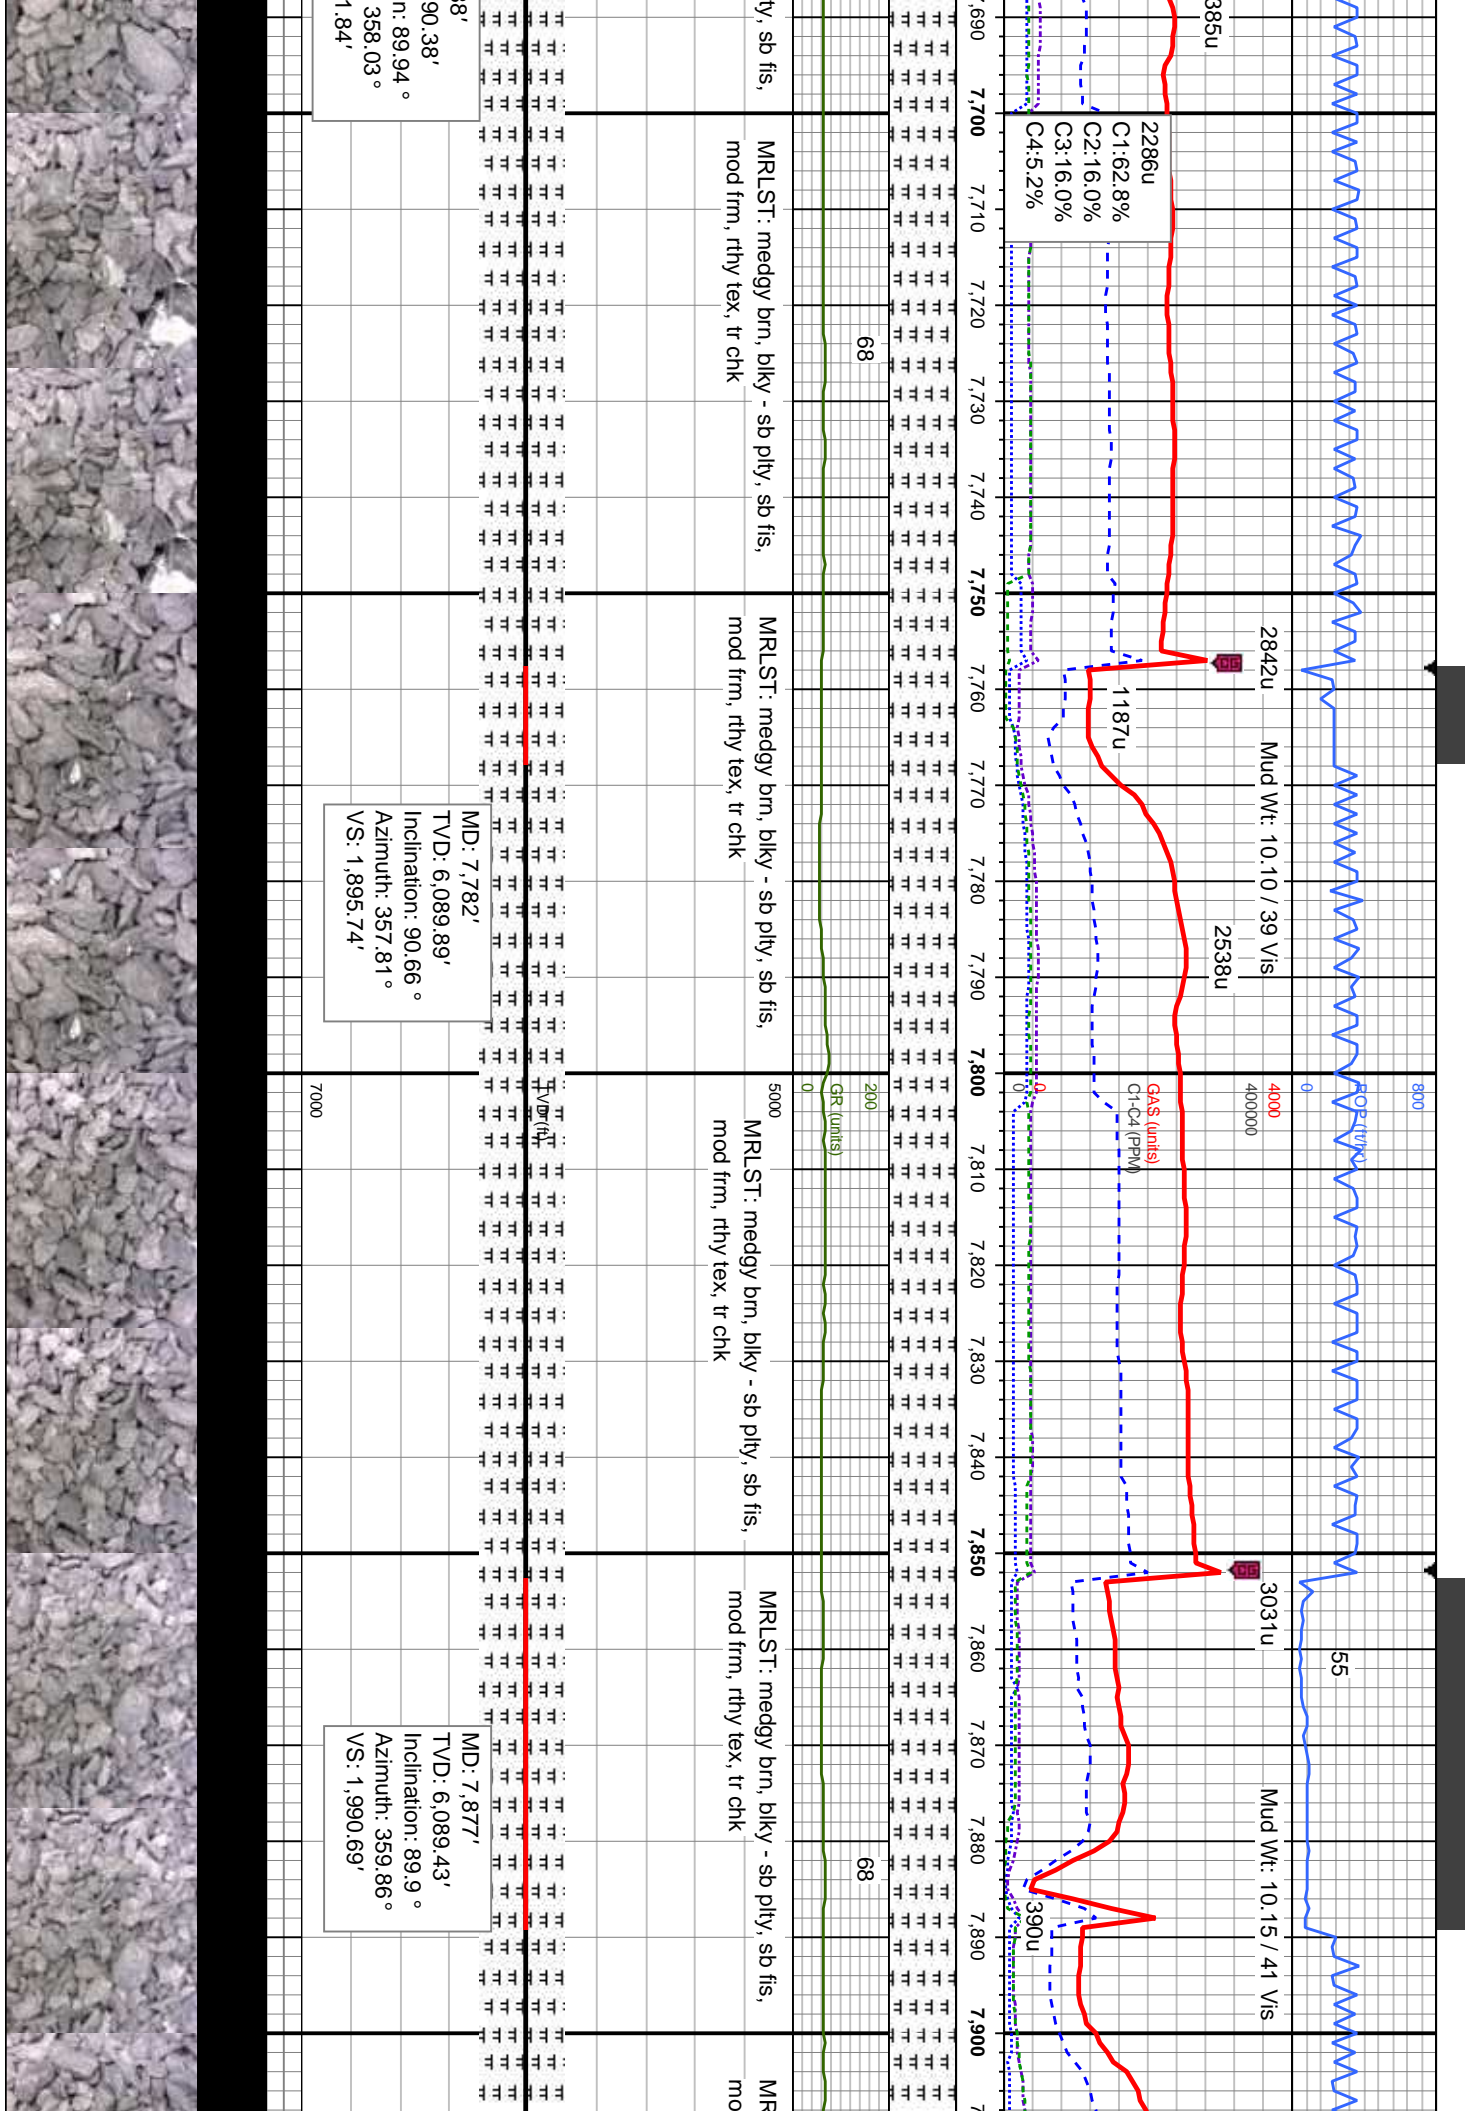 800
ROP (ft/hr)
0
55
Mud Wt: 10.10 / 39 Vis
Mud Wt: 10.15 / 41 Vis
2842u
3031u
4000
400000
GAS (units)
C1-C4 (PPM)
0
0
385u
2286u
C1:62.8%
C2:16.0%
C3:16.0%
C4:5.2%
1187u
2538u
390u
,690
7,700
7,710
7,720
7,730
7,740
7,750
7,760
7,770
7,780
7,790
7,800
7,810
7,820
7,830
7,840
7,850
7,860
7,870
7,880
7,890
7,900
68
68
200
GR (units)
0
ty, sb fis,
MRLST: medgy brn, blky - sb plty, sb fis,
mod frm, rthy tex, tr chk
MRLST: medgy brn, blky - sb plty, sb fis,
mod frm, rthy tex, tr chk
MRLST: medgy brn, blky - sb plty, sb fis,
mod frm, rthy tex, tr chk
MRLST: medgy brn, blky - sb plty, sb fis,
mod frm, rthy tex, tr chk
MR
mo
5000
TVD (ft)
7000
38'
90.38'
n: 89.94 °
358.03 °
1.84'
MD: 7,782'
TVD: 6,089.89'
Inclination: 90.66 °
Azimuth: 357.81 °
VS: 1,895.74'
MD: 7,877'
TVD: 6,089.43'
Inclination: 89.9 °
Azimuth: 359.86 °
VS: 1,990.69'